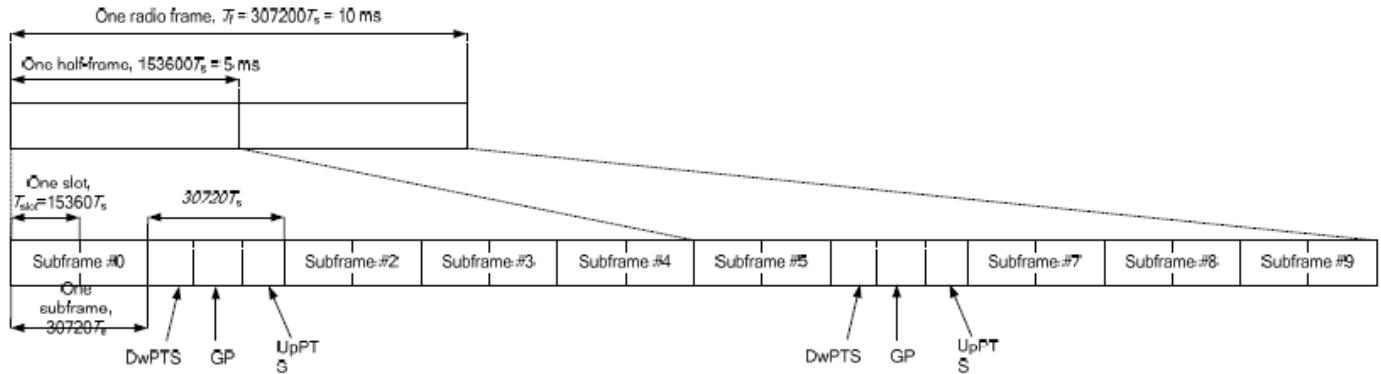 One radio frame, Tf = 307200Ts = 10 ms
One half-frame, 153600Ts = 5 ms
One slot,
Tslot=15360Ts
30720Ts
Subframe #0
Subframe #2
Subframe #3
Subframe #4
Subframe #5
Subframe #7
Subframe #8
Subframe #9
One
subframe,
30720Ts
DwPTS
GP
UpPT
S
DwPTS
GP
UpPT
S